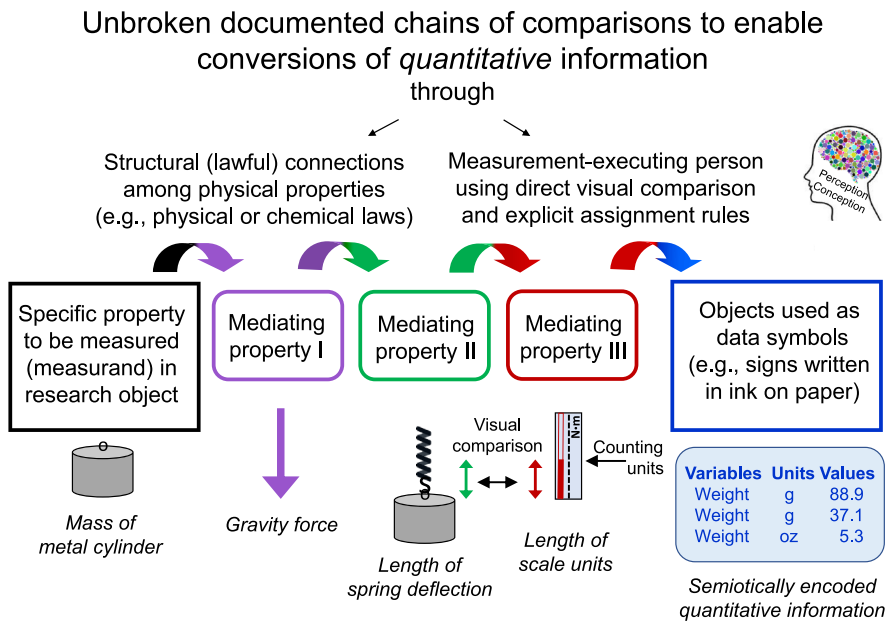 Unbroken documented chains of comparisons to enable
conversions of quantitative information
through
Structural (lawful) connections
among physical properties
(e.g., physical or chemical laws)
Measurement-executing person
using direct visual comparison
and explicit assignment rules
Perception
Conception
Specific property
to be measured
(measurand) in
research object
Mediating
property I
Mediating
property II
Mediating
property III
Objects used as
data symbols
(e.g., signs written
in ink on paper)
Mass of
metal cylinder
Gravity force
Visual
comparison
Length of
spring deflection
N·m
Counting
units
Length of
scale units
Variables Units Values
Weight g 88.9
Weight g 37.1
Weight oz 5.3
Semiotically encoded
quantitative information